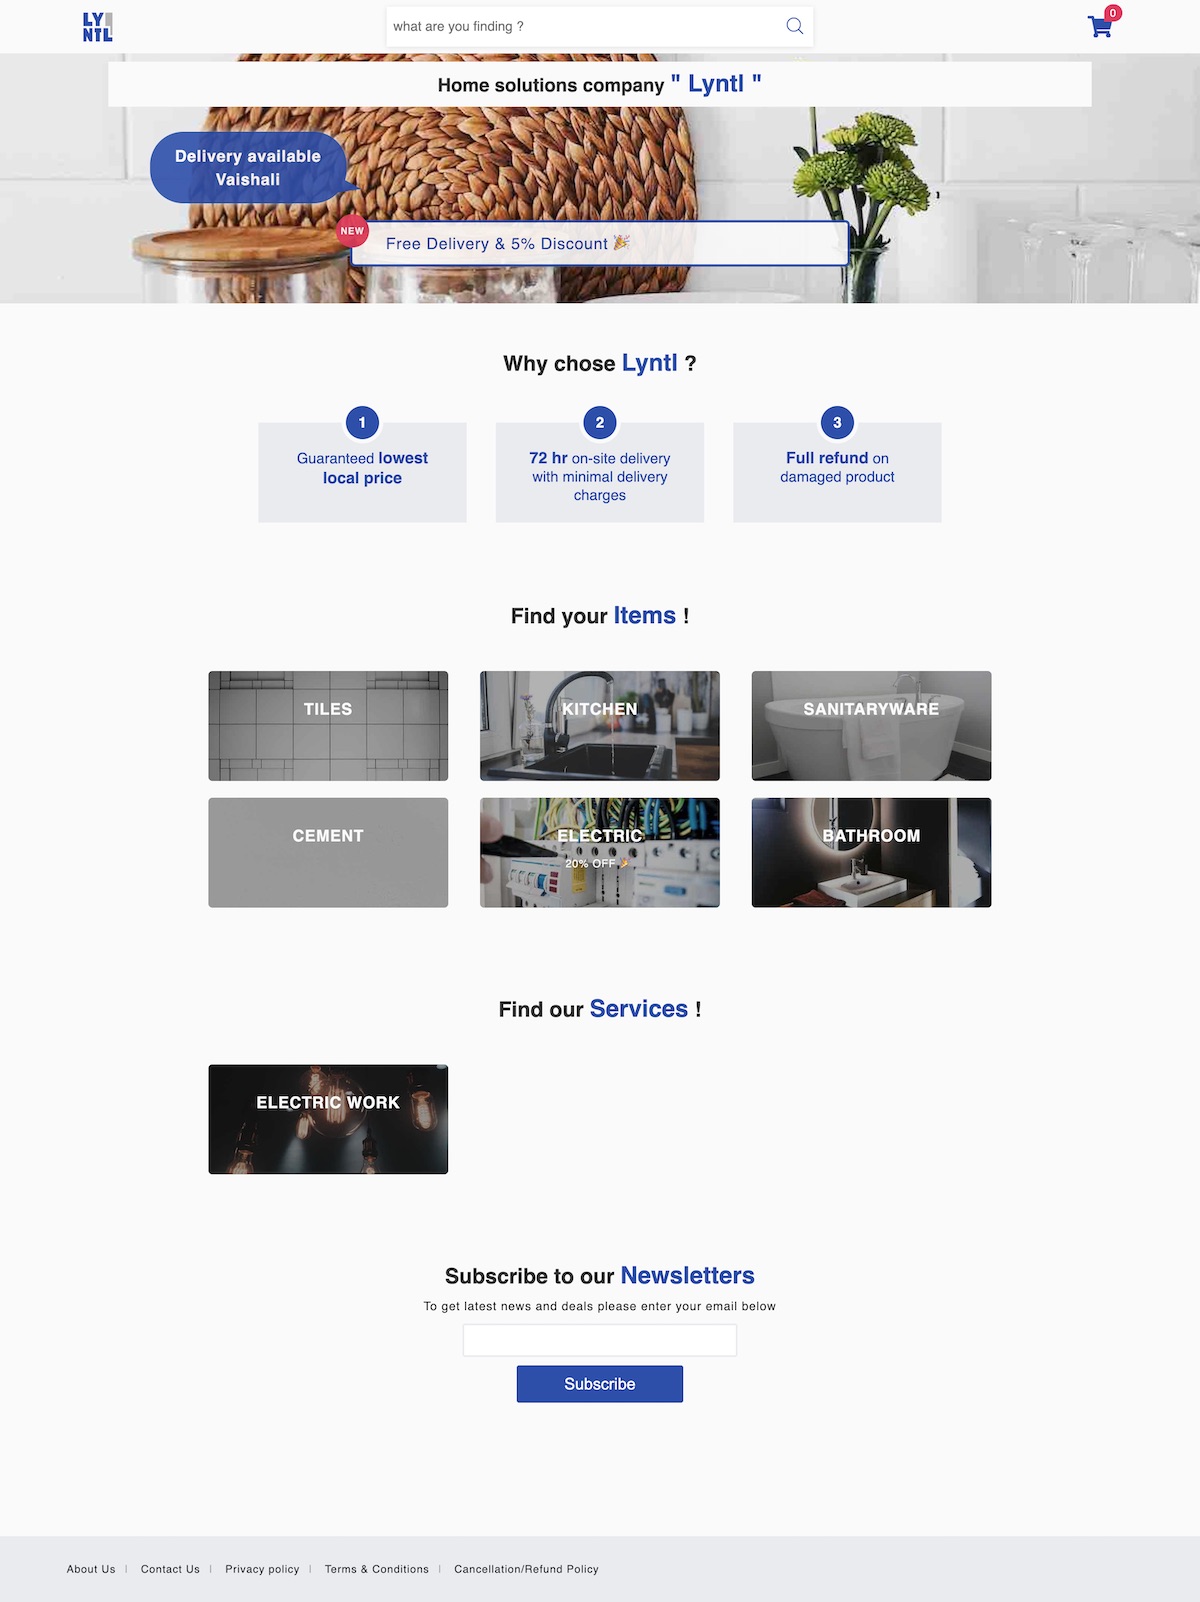 LY
NTL
what are you finding ?
0
Home solutions company " Lyntl "
Delivery available
Vaishali
NEW
Free Delivery & 5% Discount 🎉
Why chose Lyntl ?
1
Guaranteed lowest
local price
2
72 hr on-site delivery
with minimal delivery
charges
3
Full refund on
damaged product
Find your Items !
TILES
KITCHEN
SANITARYWARE
CEMENT
ELECTRIC
20% OFF 🎉
BATHROOM
Find our Services !
ELECTRIC WORK
Subscribe to our Newsletters
To get latest news and deals please enter your email below
Subscribe
About Us | Contact Us | Privacy policy | Terms & Conditions | Cancellation/Refund Policy